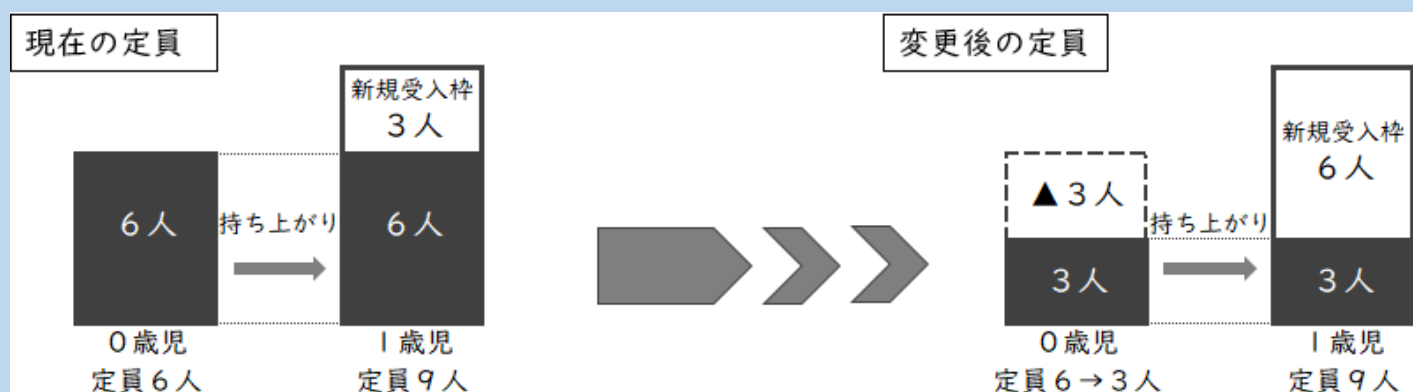 現在の定員
新規受入枠
3人
6人
持ち上がり
6人
0歳児
定員6人
1歳児
定員9人
変更後の定員
▲3人
3人
0歳児
定員6→3人
持ち上がり
新規受入枠
6人
3人
1歳児
定員9人